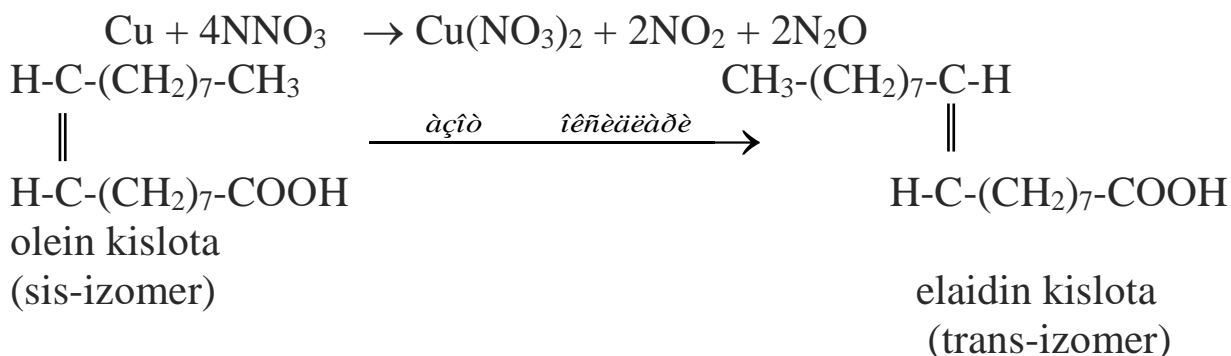 Cu + 4NNO₃ → Cu(NO₃)₂ + 2NO₂ + 2N₂O
H-C-(CH₂)₇-CH₃ CH₃-(CH₂)₇-C-H
àçîò îêñèäëàðè
H-C-(CH₂)₇-COOH H-C-(CH₂)₇-COOH
olein kislota
(sis-izomer) elaidin kislota
(trans-izomer)